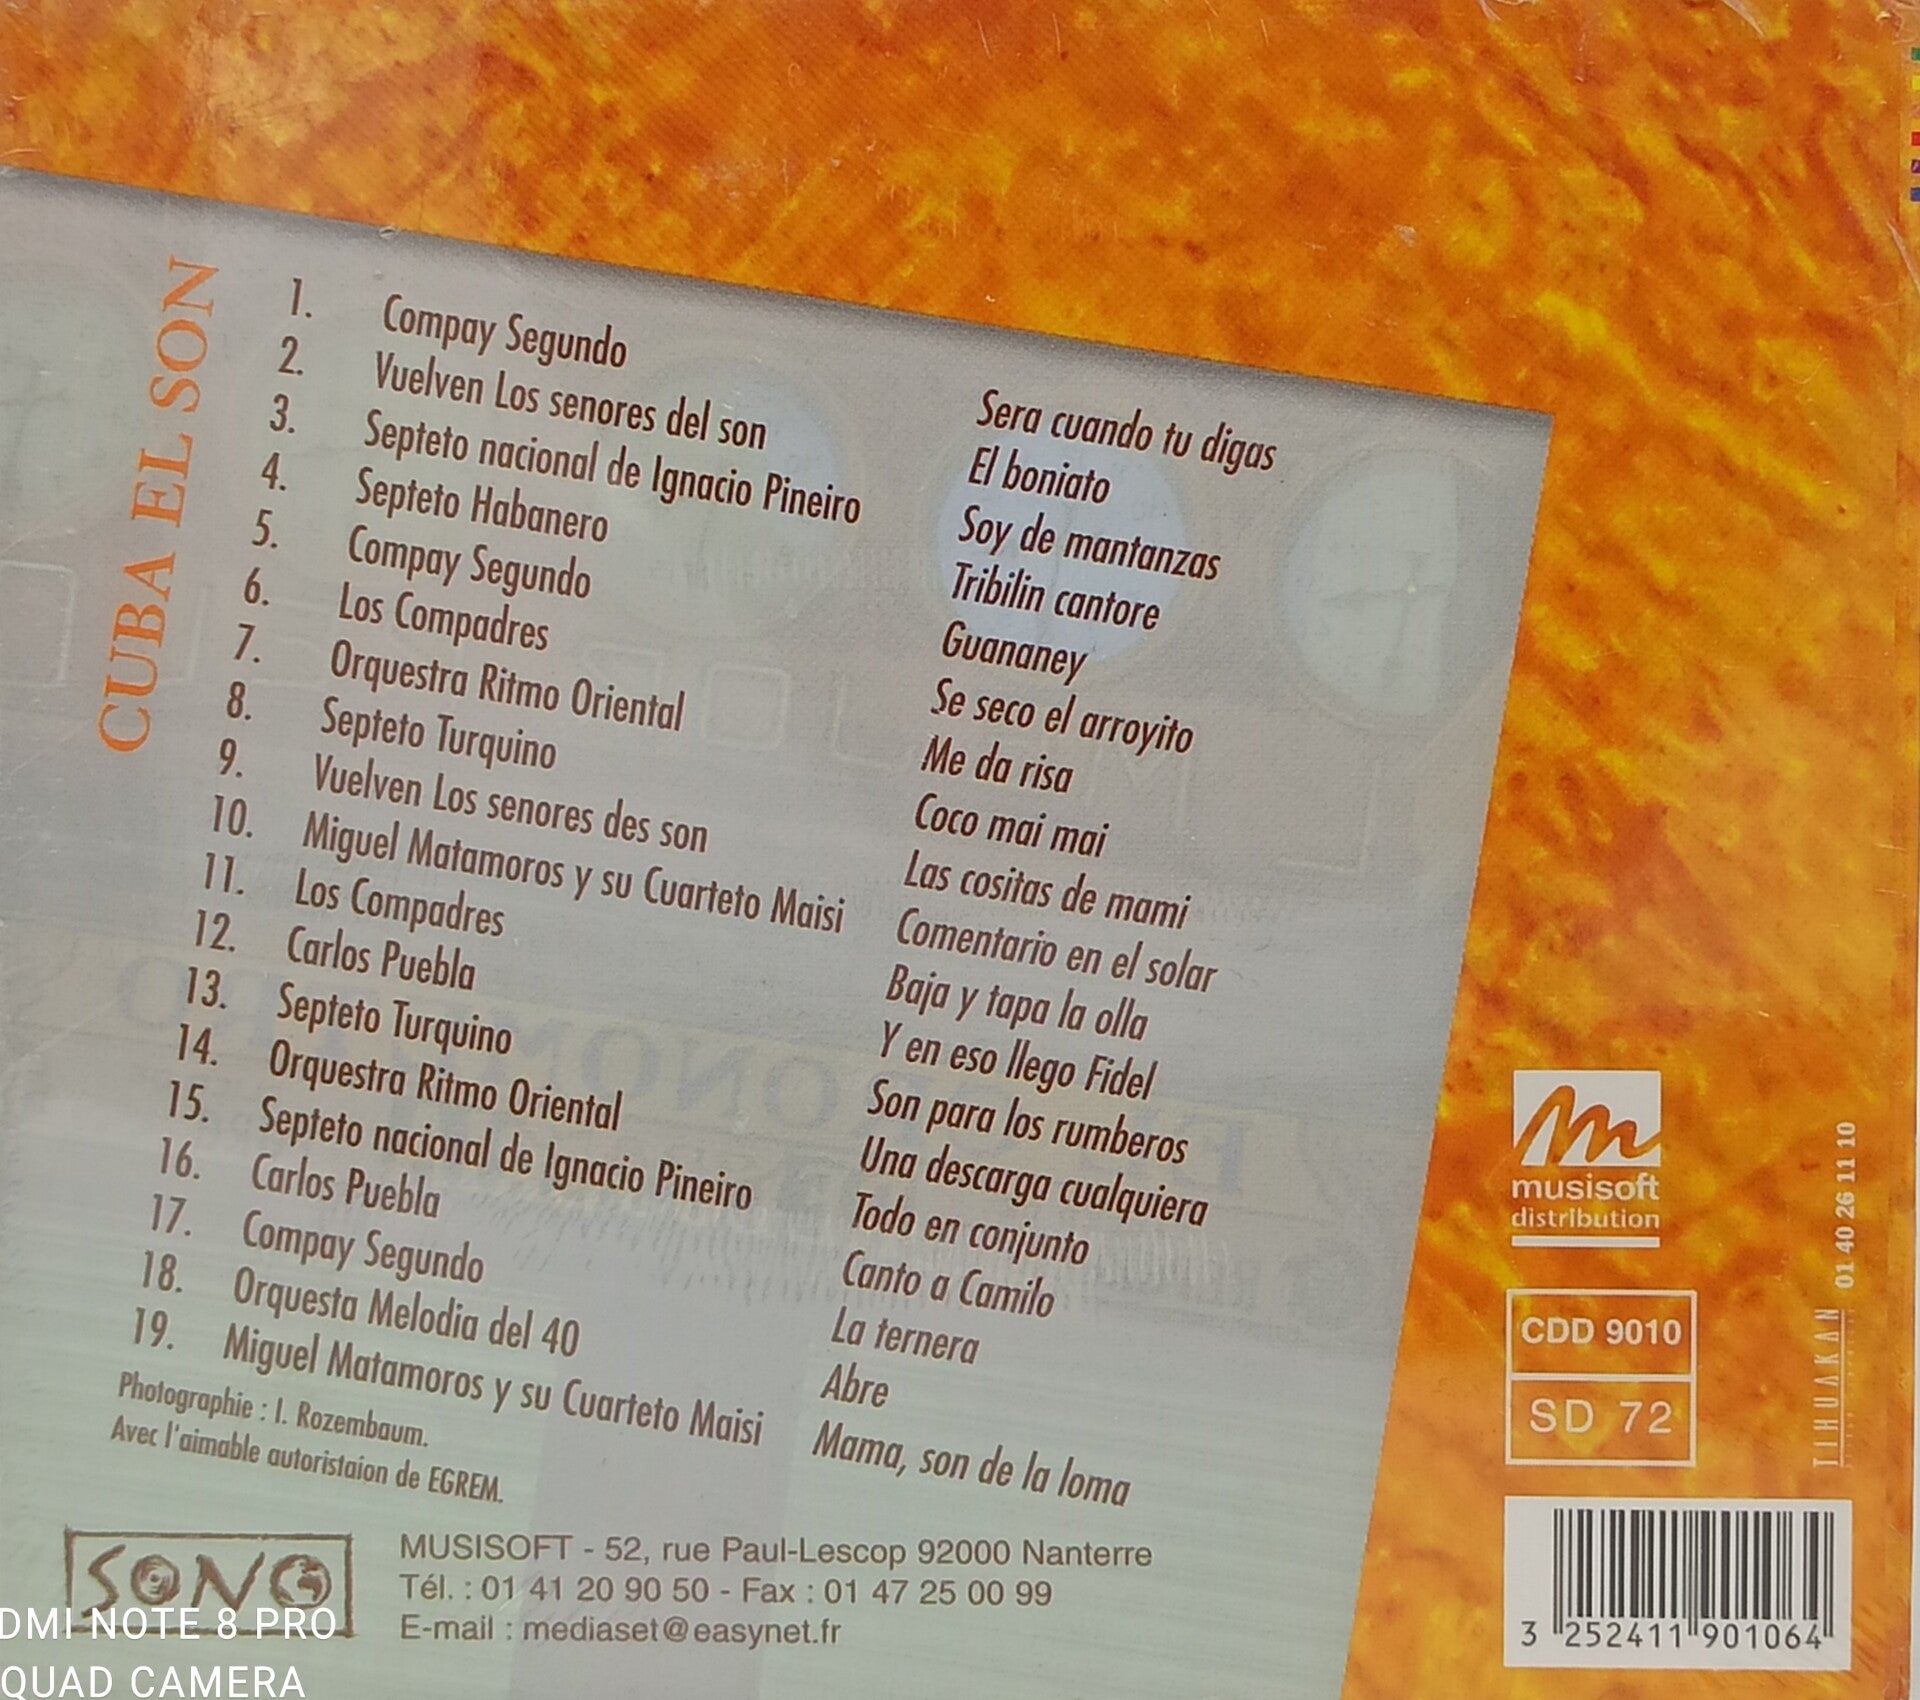 CUBA EL SON
1. Compay Segundo Sera cuando tu digas
2. Vuelven Los senores del son El boniato
3. Septeto nacional de Ignacio Pineiro Soy de mantanzas
4. Septeto Habanero Tribilin cantore
5. Compay Segundo Guananey
6. Los Compadres Se seco el arroyito
7. Orquestra Ritmo Oriental Me da risa
8. Septeto Turquino Coco mai mai
9. Vuelven Los senores des son Las cositas de mami
10. Miguel Matamoros y su Cuarteto Maisi Comentario en el solar
11. Los Compadres Baja y tapa la olla
12. Carlos Puebla Y en eso llego Fidel
13. Septeto Turquino Son para los rumberos
14. Orquestra Ritmo Oriental Una descarga cualquiera
15. Septeto nacional de Ignacio Pineiro Todo en conjunto
16. Carlos Puebla Canto a Camilo
17. Compay Segundo La ternera
18. Orquesta Melodia del 40 Abre
19. Miguel Matamoros y su Cuarteto Maisi Mama, son de la loma
Photographie : I. Rozembaum.
Avec l'aimable autoristaion de EGREM.
SONO
MUSISOFT - 52, rue Paul-Lescop 92000 Nanterre
Tél. : 01 41 20 90 50 - Fax : 01 47 25 00 99
E-mail : mediaset@easynet.fr
musisoft
distribution
CDD 9010
SD 72
TIHUAKAN 01 40 26 11 10
3 252411 901064
DMI NOTE 8 PRO
QUAD CAMERA